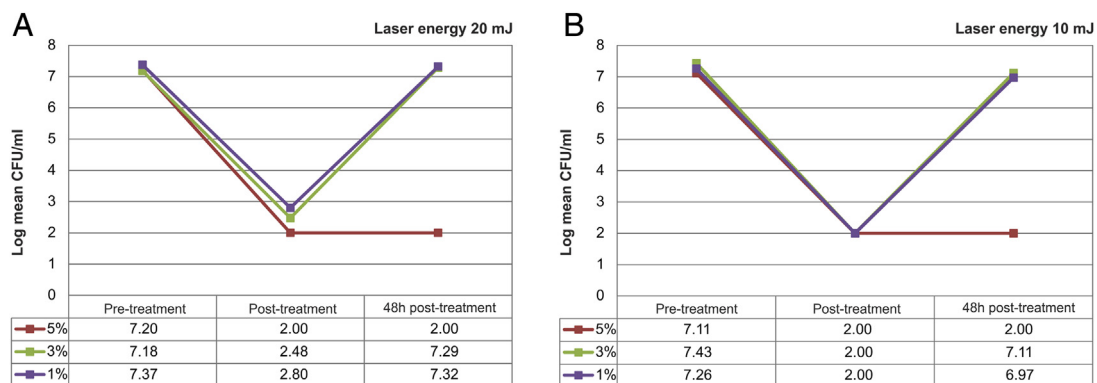 A
Laser energy 20 mJ
Log mean CFU/ml
8
7
6
5
4
3
2
1
0
Pre-treatment Post-treatment 48h post-treatment
5% 7.20 2.00 2.00
3% 7.18 2.48 7.29
1% 7.37 2.80 7.32
B
Laser energy 10 mJ
Log mean CFU/ml
8
7
6
5
4
3
2
1
0
Pre-treatment Post-treatment 48h post-treatment
5% 7.11 2.00 2.00
3% 7.43 2.00 7.11
1% 7.26 2.00 6.97